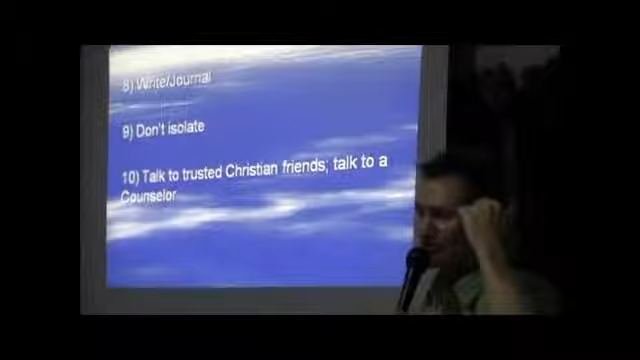 8) Write/Journal
9) Don't isolate
10) Talk to trusted Christian friends; talk to a
Counselor